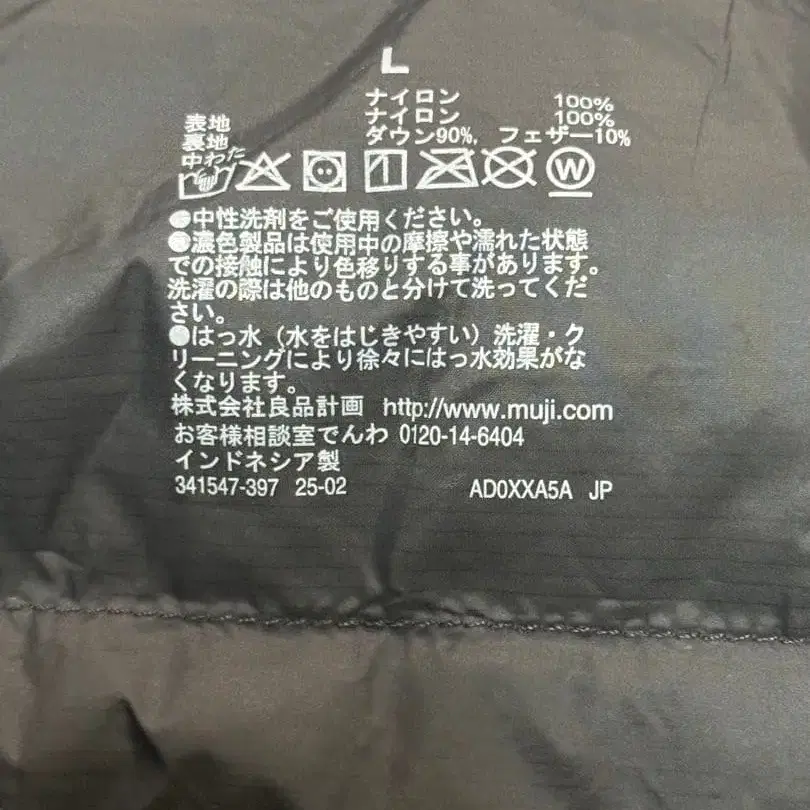 L
表地 ナイロン 100%
裏地 ナイロン 100%
中わた ダウン90%, フェザー10%
W
●中性洗剤をご使用ください。
●濃色製品は使用中の摩擦や濡れた状態
での接触により色移りする事があります。
洗濯の際は他のものと分けて洗ってくだ
さい。
●はっ水（水をはじきやすい）洗濯・ク
リーニングにより徐々にはっ水効果がな
くなります。
株式会社良品計画 http://www.muji.com
お客様相談室でんわ 0120-14-6404
インドネシア製
341547-397 25-02 AD0XXA5A JP